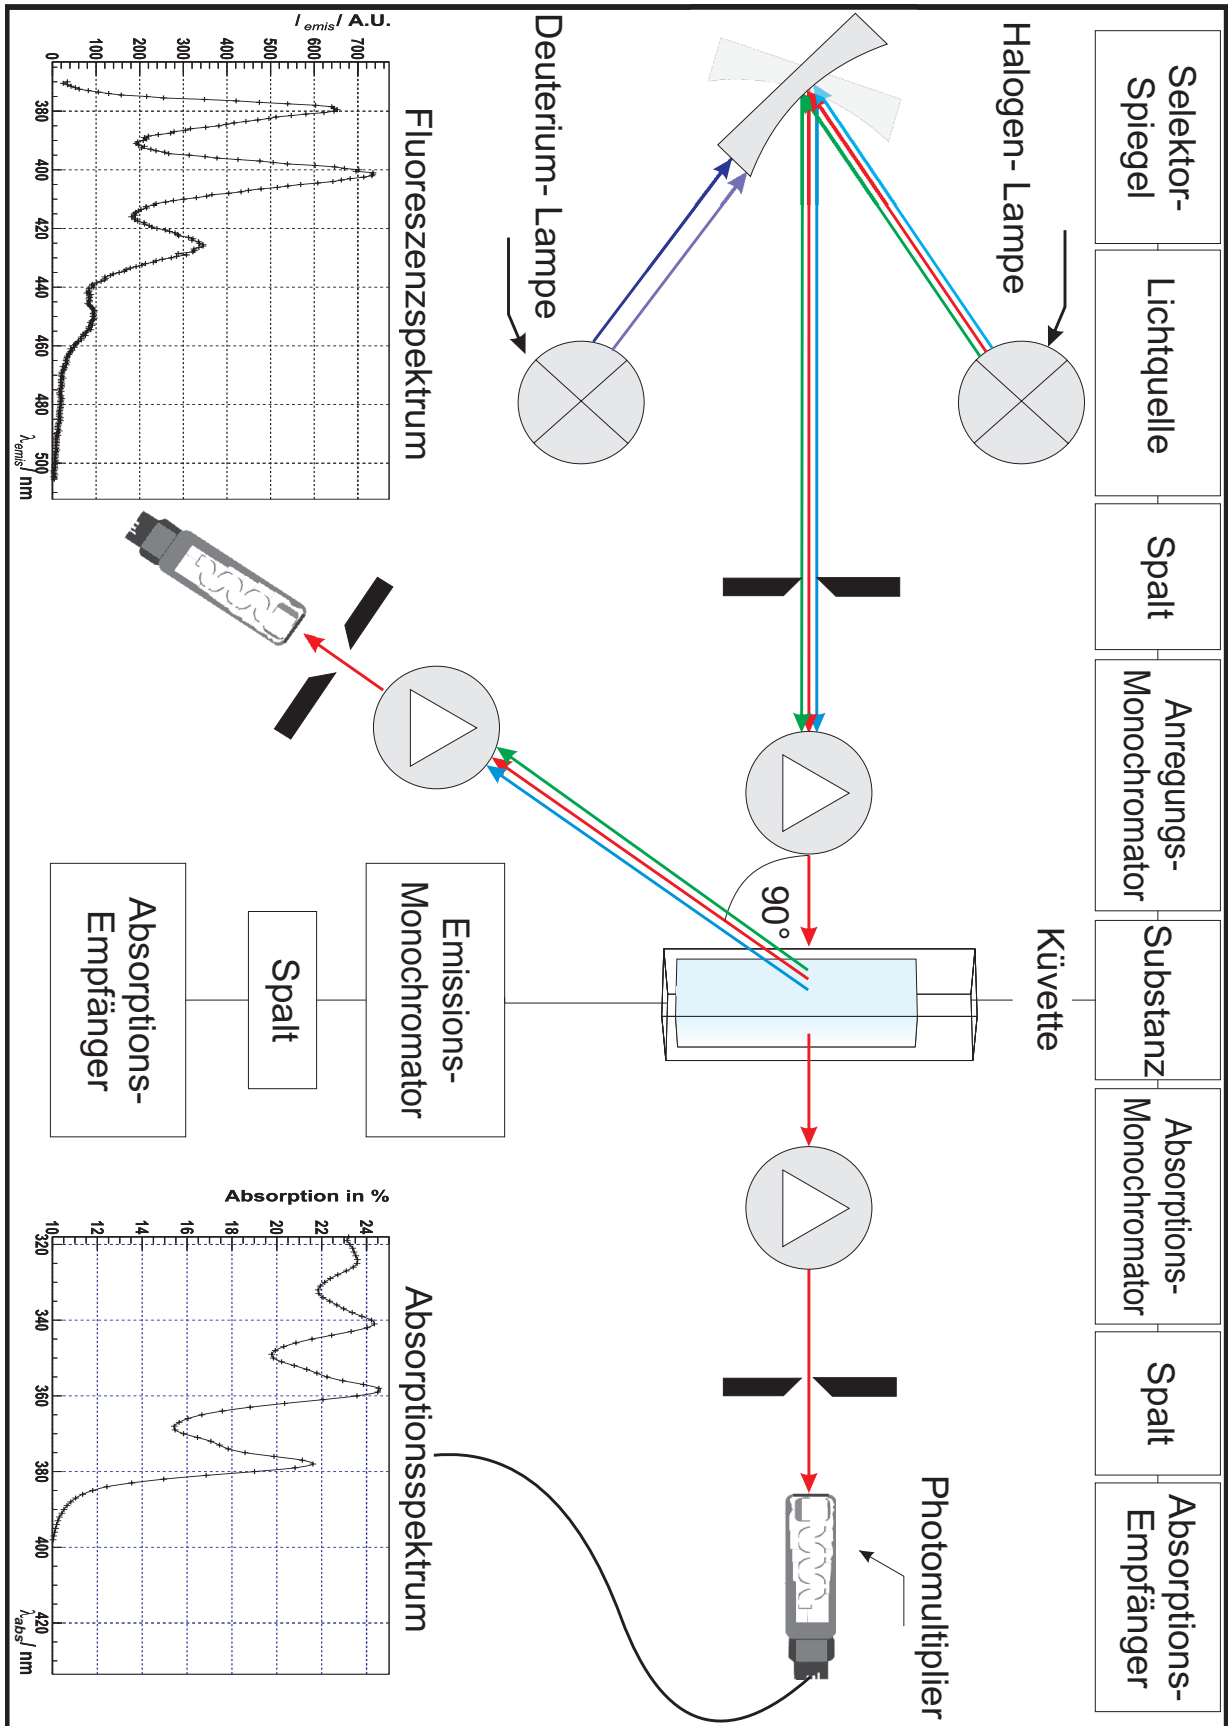 Selektor-
Spiegel
Lichtquelle
Spalt
Anregungs-
Monochromator
Substanz
Absorptions-
Monochromator
Spalt
Absorptions-
Empfänger
Halogen- Lampe
Küvette
Photomultiplier
90°
Deuterium- Lampe
Emissions-
Monochromator
Spalt
Absorptions-
Empfänger
Fluoreszenzspektrum
I emis/ A.U.
700
600
500
400
300
200
100
0
380 400 420 440 460 480 500
λemis/ nm
Absorptionsspektrum
Absorption in %
24
22
20
18
16
14
12
10
320 340 360 380 400 420
λabs/ nm